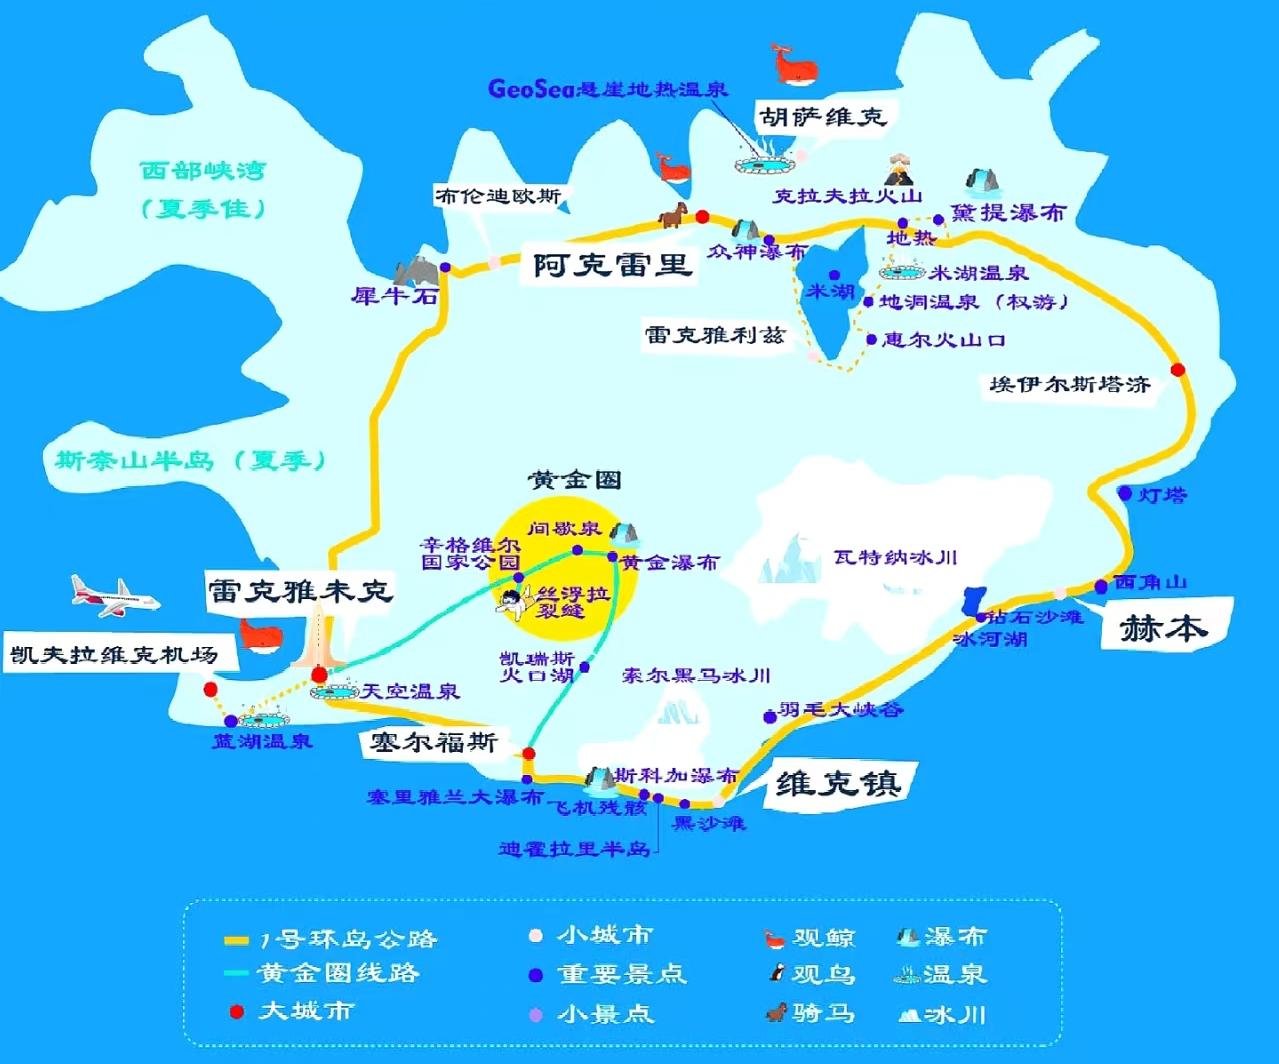 GeoSea悬崖地热温泉
胡萨维克
西部峡湾
（夏季佳）
布伦迪欧斯
克拉夫拉火山
黛提瀑布
众神瀑布
地热
阿克雷里
米湖温泉
犀牛石
米湖
地洞温泉（权游）
雷克雅利兹
惠尔火山口
埃伊尔斯塔济
斯奈山半岛（夏季）
黄金圈
灯塔
间歇泉
辛格维尔
国家公园
黄金瀑布
瓦特纳冰川
西角山
雷克雅未克
丝浮拉
裂缝
钻石沙滩
冰河湖
赫本
凯夫拉维克机场
凯瑞斯
火口湖
索尔黑马冰川
天空温泉
羽毛大峡谷
蓝湖温泉
塞尔福斯
斯科加瀑布
维克镇
塞里雅兰大瀑布
飞机残骸
黑沙滩
迪霍拉里半岛
1号环岛公路
小城市
观鲸
瀑布
黄金圈线路
重要景点
观鸟
温泉
大城市
小景点
骑马
冰川